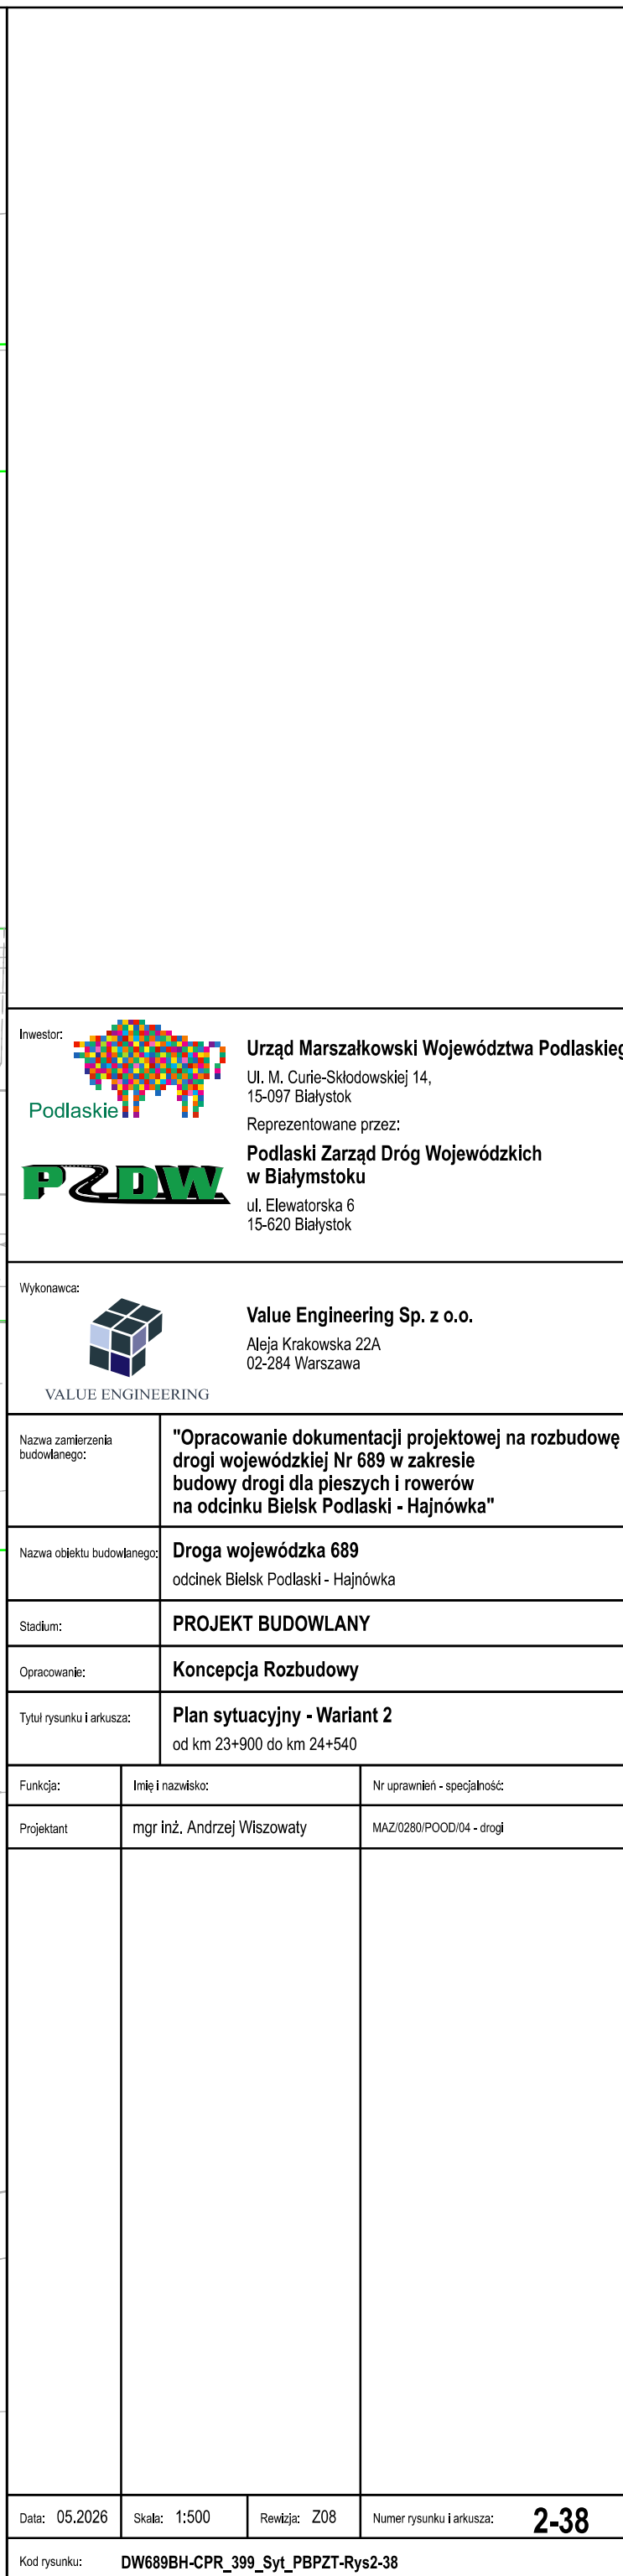 Inwestor:
Podlaskie
PZDW
Urząd Marszałkowski Województwa Podlaskieg
Ul. M. Curie-Skłodowskiej 14,
15-097 Białystok
Reprezentowane przez:
Podlaski Zarząd Dróg Wojewódzkich
w Białymstoku
ul. Elewatorska 6
15-620 Białystok
Wykonawca:
VALUE ENGINEERING
Value Engineering Sp. z o.o.
Aleja Krakowska 22A
02-284 Warszawa
Nazwa zamierzenia
budowlanego:
"Opracowanie dokumentacji projektowej na rozbudowę
drogi wojewódzkiej Nr 689 w zakresie
budowy drogi dla pieszych i rowerów
na odcinku Bielsk Podlaski - Hajnówka"
Nazwa obiektu budowlanego:
Droga wojewódzka 689
odcinek Bielsk Podlaski - Hajnówka
Stadium:
PROJEKT BUDOWLANY
Opracowanie:
Koncepcja Rozbudowy
Tytuł rysunku i arkusza:
Plan sytuacyjny - Wariant 2
od km 23+900 do km 24+540
Funkcja: Imię i nazwisko: Nr uprawnień - specjalność:
Projektant mgr inż. Andrzej Wiszowaty MAZ/0280/POOD/04 - drogi
Data: 05.2026 Skala: 1:500 Rewizja: Z08 Numer rysunku i arkusza: 2-38
Kod rysunku: DW689BH-CPR_399_Syt_PBPZT-Rys2-38